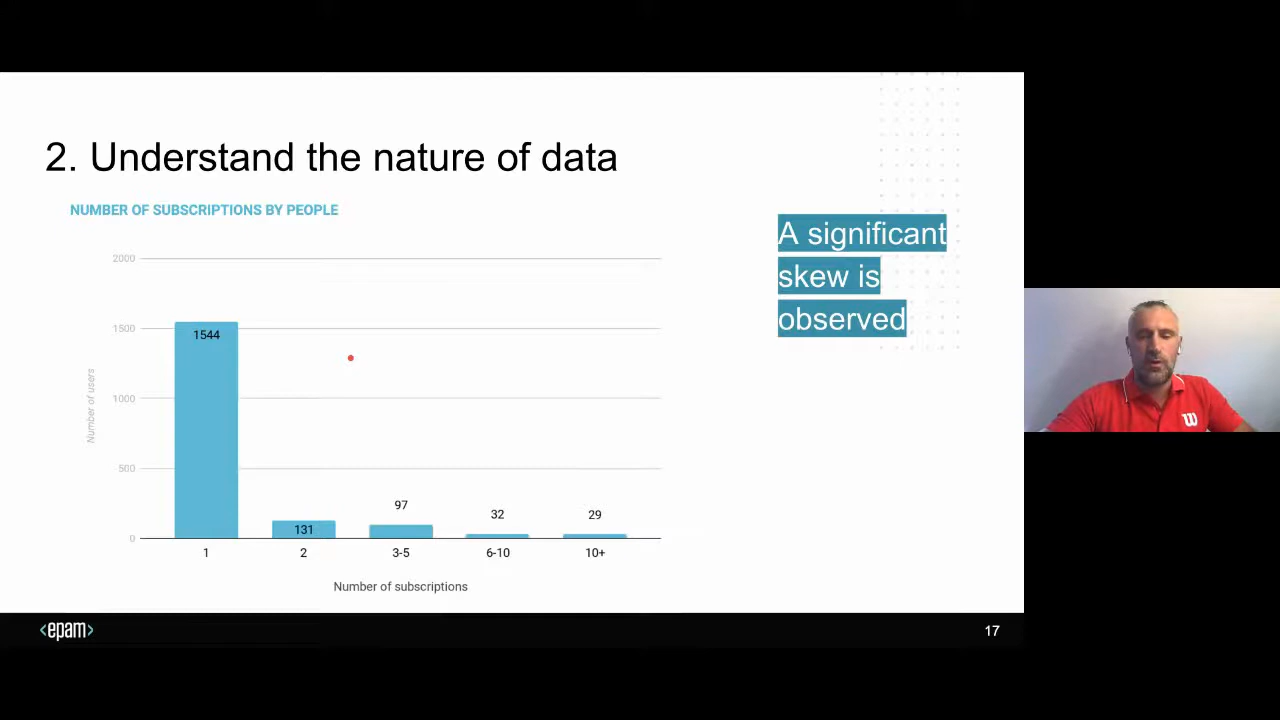 2. Understand the nature of data
NUMBER OF SUBSCRIPTIONS BY PEOPLE
A significant
skew is
observed
2000
1500
1000
500
0
Number of users
1544
131
97
32
29
1
2
3-5
6-10
10+
Number of subscriptions
<epam>
17
W